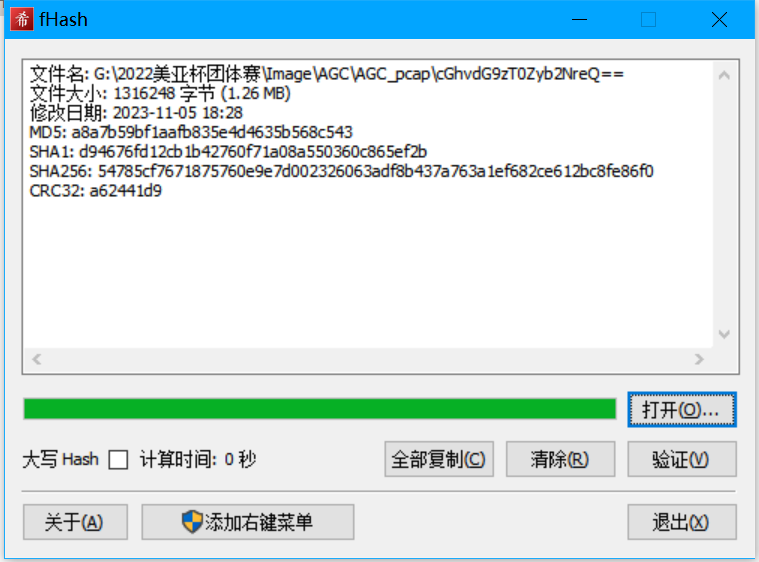 希 fHash
文件名: G:\2022美亚杯团体赛\Image\AGC\AGC_pcap\cGhvdG9zT0Zyb2NreQ==
文件大小: 1316248 字节 (1.26 MB)
修改日期: 2023-11-05 18:28
MD5: a8a7b59bf1aafb835e4d4635b568c543
SHA1: d94676fd12cb1b42760f71a08a550360c865ef2b
SHA256: 54785cf7671875760e9e7d002326063adf8b437a763a1ef682ce612bc8fe86f0
CRC32: a62441d9
打开(O)...
大写 Hash 计算时间: 0 秒 全部复制(C) 清除(R) 验证(V)
关于(A) 添加右键菜单 退出(X)